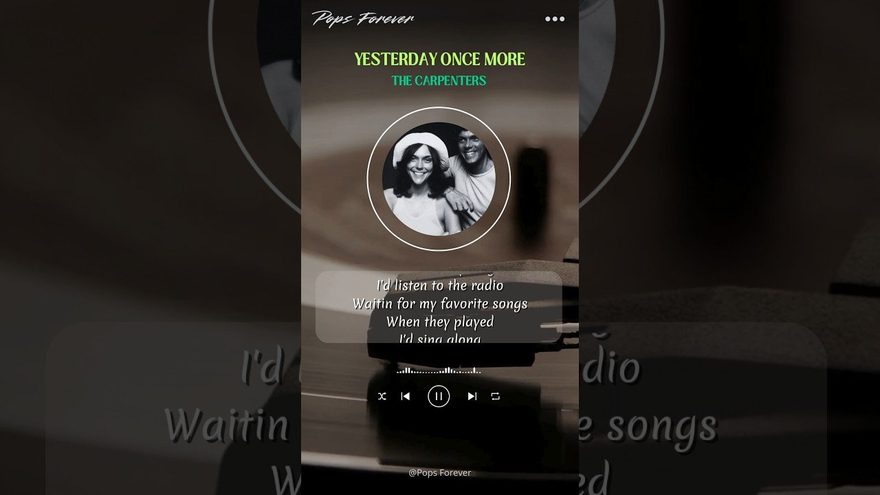 Pops Forever
YESTERDAY ONCE MORE
THE CARPENTERS
I'd listen to the radio
Waitin for my favorite songs
When they played
I'd sing along
@Pops Forever